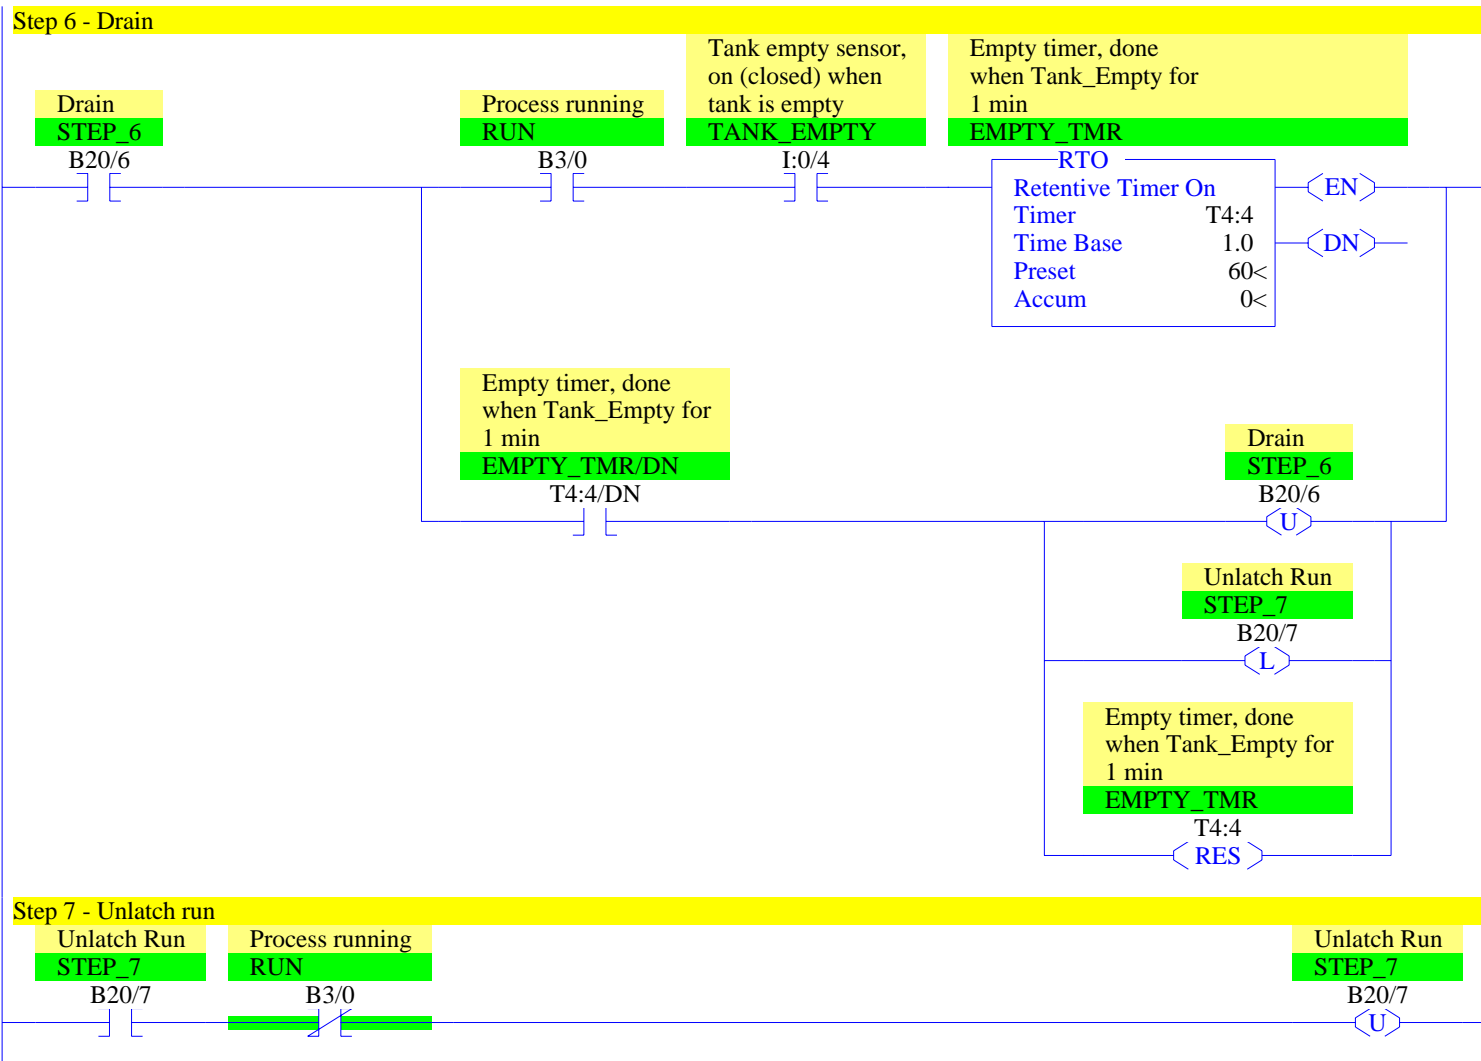 Step 6 - Drain
Tank empty sensor,
on (closed) when
tank is empty
TANK_EMPTY
I:0/4
Empty timer, done
when Tank_Empty for
1 min
EMPTY_TMR
Drain
STEP_6
B20/6
Process running
RUN
B3/0
RTO
Retentive Timer On
Timer T4:4
Time Base 1.0
Preset 60<
Accum 0<
EN
DN
Empty timer, done
when Tank_Empty for
1 min
EMPTY_TMR/DN
T4:4/DN
Drain
STEP_6
B20/6
U
Unlatch Run
STEP_7
B20/7
L
Empty timer, done
when Tank_Empty for
1 min
EMPTY_TMR
T4:4
RES
Step 7 - Unlatch run
Unlatch Run
STEP_7
B20/7
Process running
RUN
B3/0
Unlatch Run
STEP_7
B20/7
U